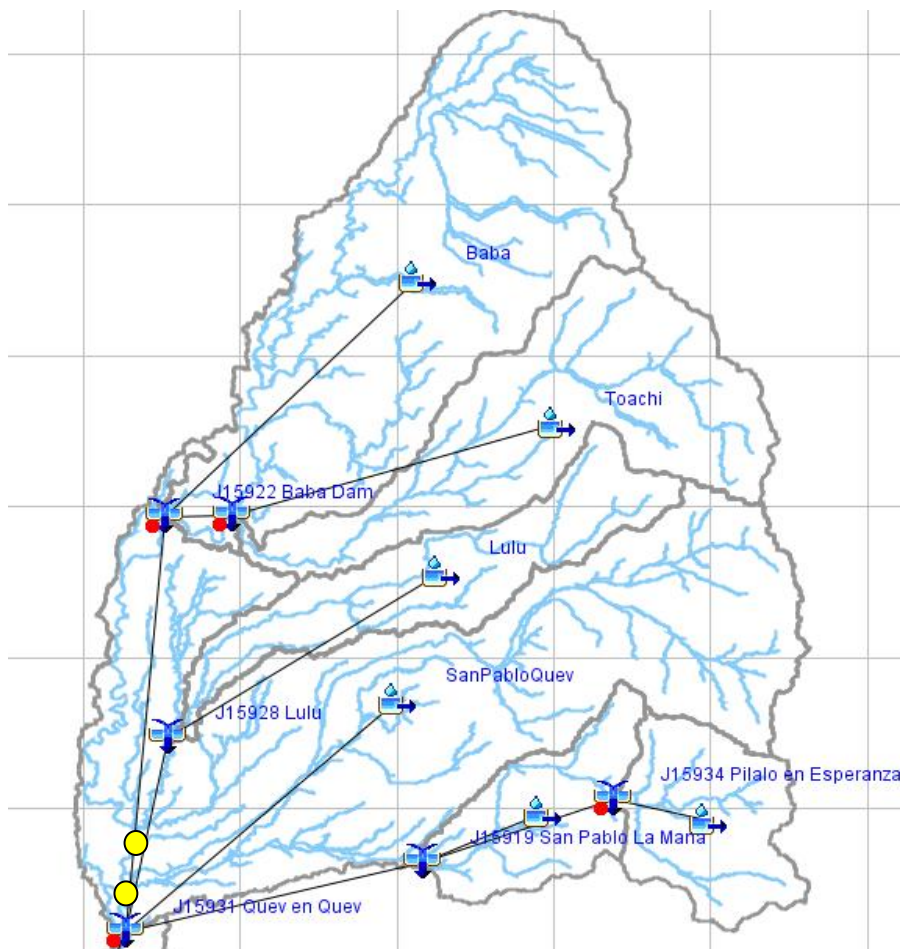 Baba
Toachi
J15922 Baba Dam
Lulu
SanPabloQuev
J15928 Lulu
J15934 Pilalo en Esperanza
J15919 San Pablo La Mana
J15931 Quev en Quev